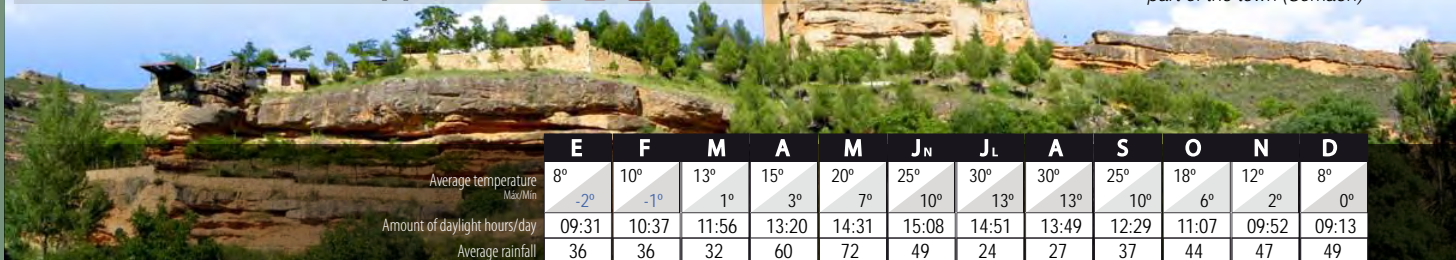 part of the town (Somaén)
E F M A M JN JL A S O N D
Average temperature 8º 10º 13º 15º 20º 25º 30º 30º 25º 18º 12º 8º
Máx/Mín -2º -1º 1º 3º 7º 10º 13º 13º 10º 6º 2º 0º
Amount of daylight hours/day 09:31 10:37 11:56 13:20 14:31 15:08 14:51 13:49 12:29 11:07 09:52 09:13
Average rainfall 36 36 32 60 72 49 24 27 37 44 47 49